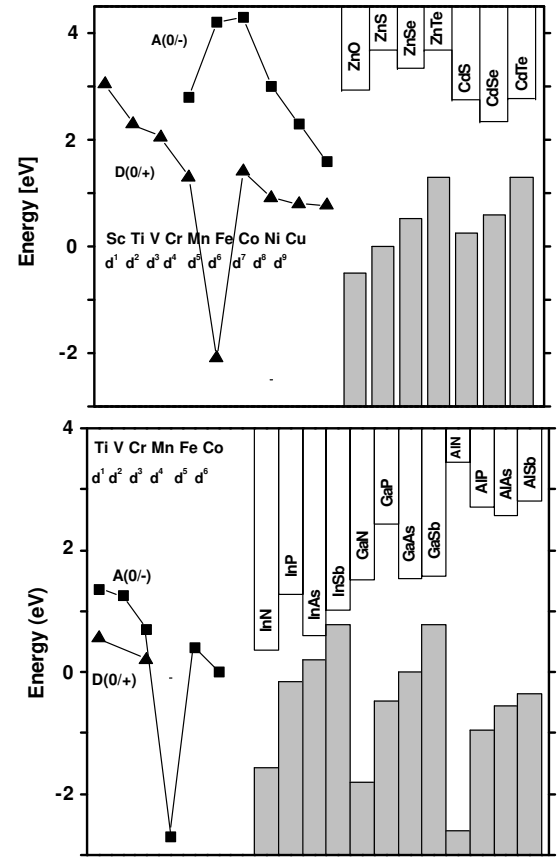 4
2
0
-2
Energy [eV]
A(0/-)
D(0/+)
Sc Ti V Cr Mn Fe Co Ni Cu
d¹ d² d³ d⁴ d⁵ d⁶ d⁷ d⁸ d⁹
-
ZnO
ZnS
ZnSe
ZnTe
CdS
CdSe
CdTe
4
2
0
-2
Energy (eV)
Ti V Cr Mn Fe Co
d¹ d² d³ d⁴ d⁵ d⁶
A(0/-)
D(0/+)
-
InN
InP
InAs
InSb
GaN
GaP
GaAs
GaSb
AlN
AlP
AlAs
AlSb